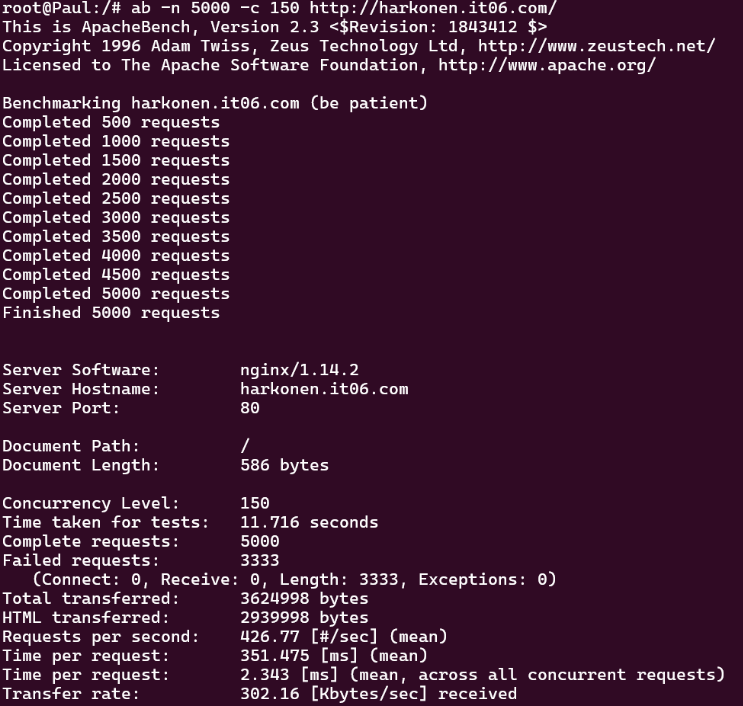 root@Paul:/# ab -n 5000 -c 150 http://harkonen.it06.com/
This is ApacheBench, Version 2.3 <$Revision: 1843412 $>
Copyright 1996 Adam Twiss, Zeus Technology Ltd, http://www.zeustech.net/
Licensed to The Apache Software Foundation, http://www.apache.org/

Benchmarking harkonen.it06.com (be patient)
Completed 500 requests
Completed 1000 requests
Completed 1500 requests
Completed 2000 requests
Completed 2500 requests
Completed 3000 requests
Completed 3500 requests
Completed 4000 requests
Completed 4500 requests
Completed 5000 requests
Finished 5000 requests

Server Software:        nginx/1.14.2
Server Hostname:        harkonen.it06.com
Server Port:            80

Document Path:          /
Document Length:        586 bytes

Concurrency Level:      150
Time taken for tests:   11.716 seconds
Complete requests:      5000
Failed requests:        3333
   (Connect: 0, Receive: 0, Length: 3333, Exceptions: 0)
Total transferred:      3624998 bytes
HTML transferred:       2939998 bytes
Requests per second:    426.77 [#/sec] (mean)
Time per request:       351.475 [ms] (mean)
Time per request:       2.343 [ms] (mean, across all concurrent requests)
Transfer rate:          302.16 [Kbytes/sec] received